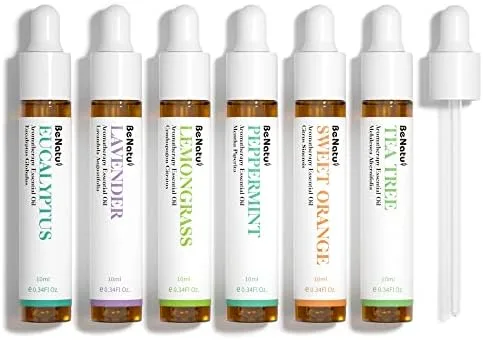 BeNatu
EUCALYPTUS
Aromatherapy Essential Oil
Eucalyptus Globulus
10ml
℮0.34Fl Oz.
BeNatu
LAVENDER
Aromatherapy Essential Oil
Lavandula Angustifolia
10ml
℮0.34Fl Oz.
BeNatu
LEMONGRASS
Aromatherapy Essential Oil
10ml
℮0.34Fl Oz.
BeNatu
PEPPERMINT
Aromatherapy Essential Oil
Mentha Piperita
10ml
℮0.34Fl Oz.
BeNatu
SWEET ORANGE
Aromatherapy Essential Oil
Citrus Sinensis
10ml
℮0.34Fl Oz.
BeNatu
TEA TREE
Aromatherapy Essential Oil
Melaleuca Alternifolia
10ml
℮0.34Fl Oz.